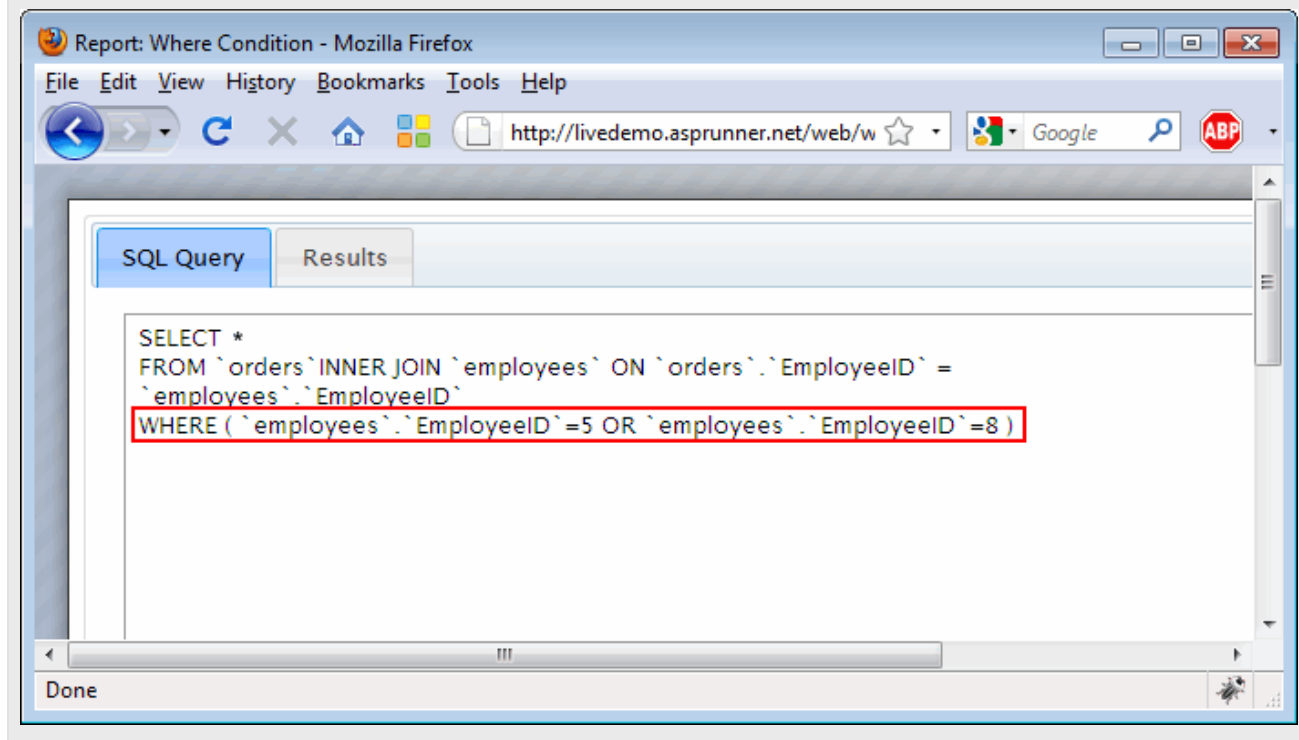 Report: Where Condition - Mozilla Firefox
File Edit View History Bookmarks Tools Help
http://livedemo.asprunner.net/web/w Google ABP
SQL Query Results
SELECT *
FROM `orders`INNER JOIN `employees` ON `orders`.`EmployeeID` =
`employees`.`EmployeeID`
WHERE ( `employees`.`EmployeeID`=5 OR `employees`.`EmployeeID`=8 )
Done